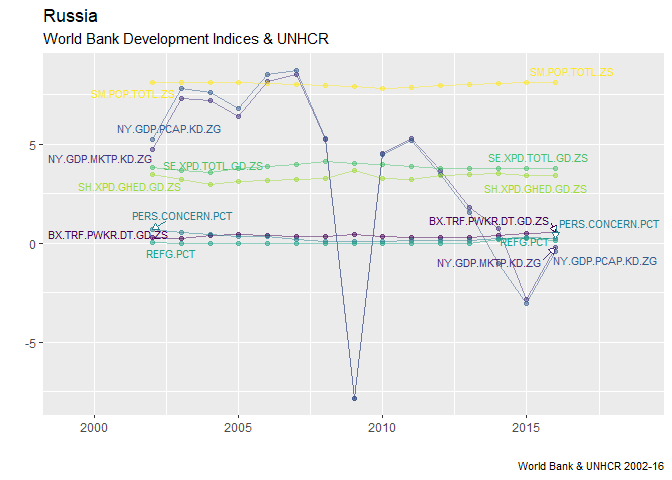 Russia
World Bank Development Indices & UNHCR
SM.POP.TOTL.ZS
SM.POP.TOTL.ZS
NY.GDP.PCAP.KD.ZG
5
NY.GDP.MKTP.KD.ZG
SE.XPD.TOTL.GD.ZS
SE.XPD.TOTL.GD.ZS
SH.XPD.GHED.GD.ZS
SH.XPD.GHED.GD.ZS
PERS.CONCERN.PCT
BX.TRF.PWKR.DT.GD.ZS
PERS.CONCERN.PCT
BX.TRF.PWKR.DT.GD.ZS
0
REFG.PCT
REFG.PCT
NY.GDP.MKTP.KD.ZG
NY.GDP.PCAP.KD.ZG
-5
2000
2005
2010
2015
World Bank & UNHCR 2002-16